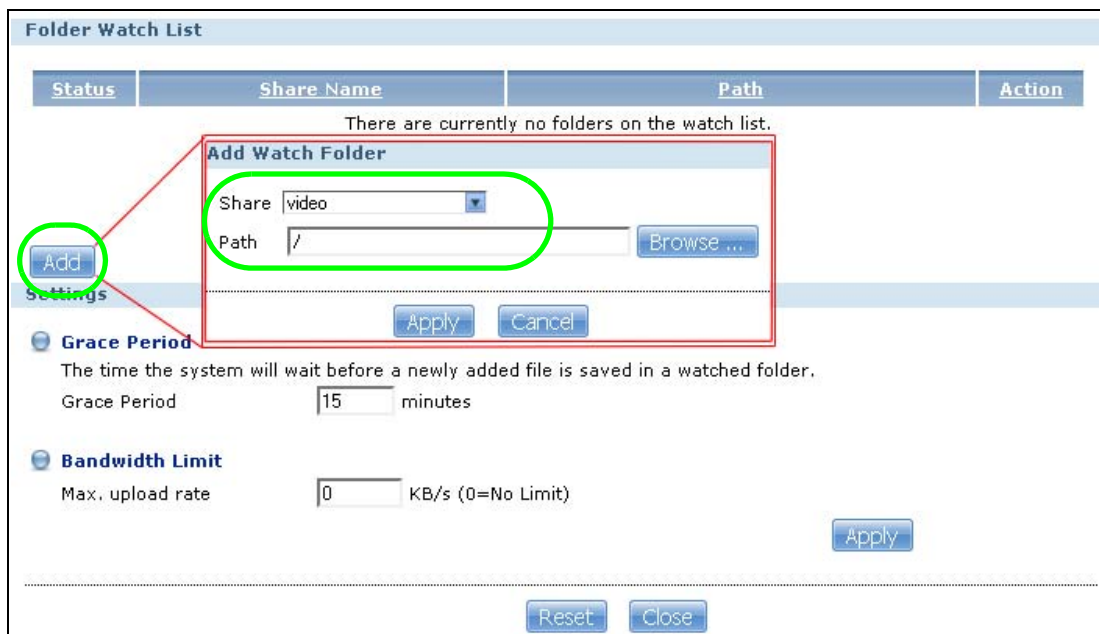 Folder Watch List
Status Share Name Path Action
There are currently no folders on the watch list.
Add Watch Folder
Share video
Path / Browse ...
Add
Apply Cancel
Settings
Grace Period
The time the system will wait before a newly added file is saved in a watched folder.
Grace Period 15 minutes
Bandwidth Limit
Max. upload rate 0 KB/s (0=No Limit)
Apply
Reset Close